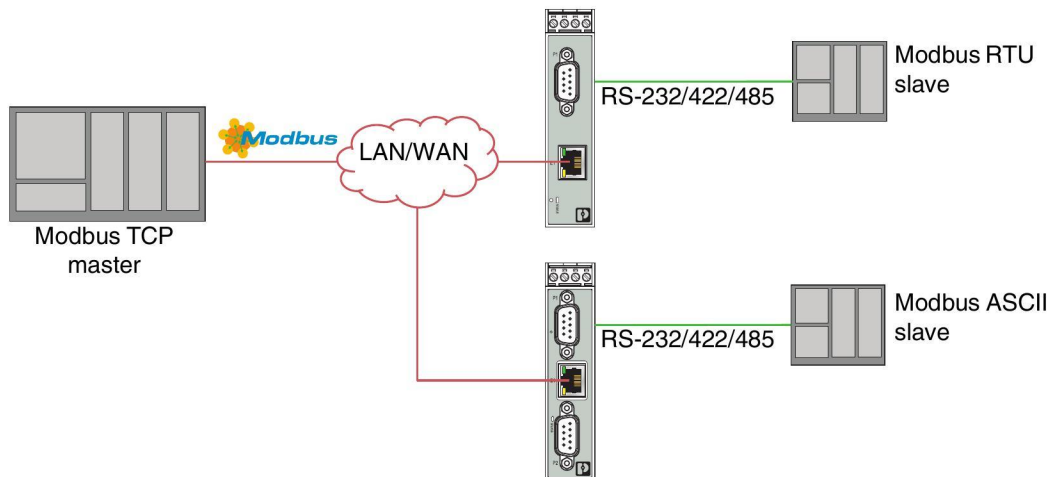 Modbus RTU
slave
RS-232/422/485
Modbus
LAN/WAN
Modbus TCP
master
Modbus ASCII
slave
RS-232/422/485